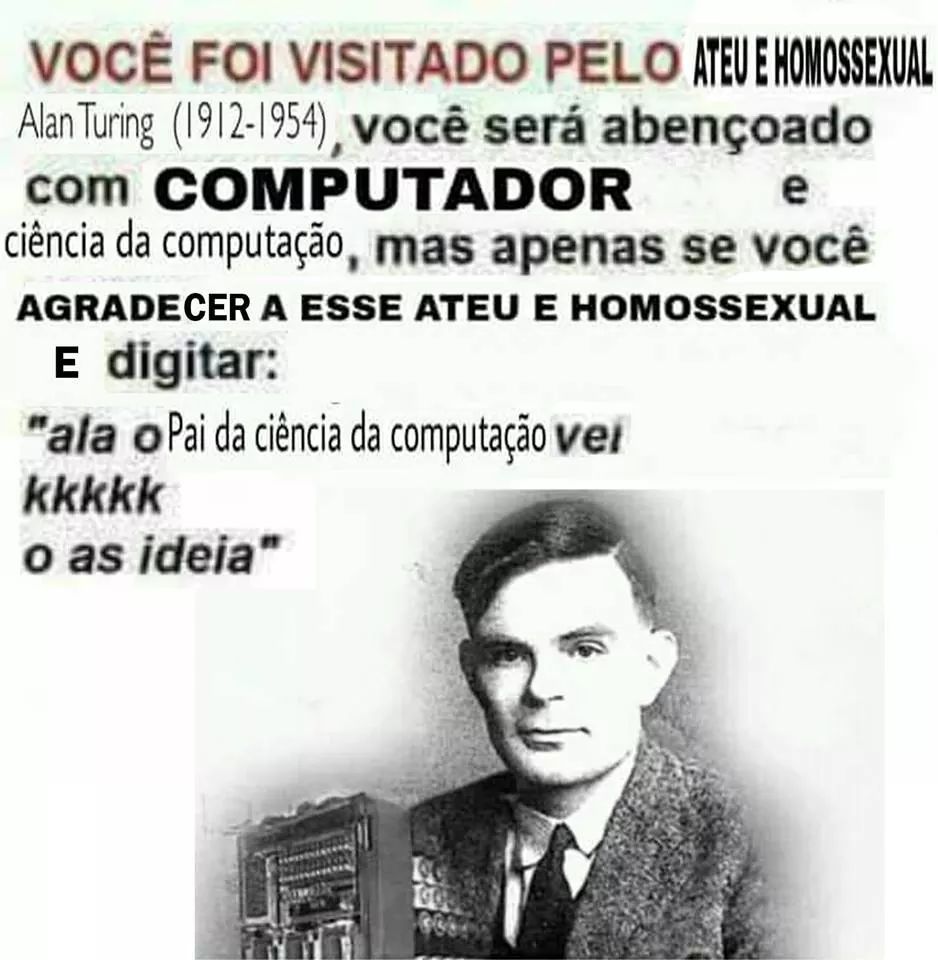 VOCÊ FOI VISITADO PELO ATEU E HOMOSSEXUAL
Alan Turing (1912-1954), você será abençoado
com COMPUTADOR e
ciência da computação, mas apenas se você
AGRADECER A ESSE ATEU E HOMOSSEXUAL
E digitar:
"ala o Pai da ciência da computação vei
kkkkk
o as ideia"